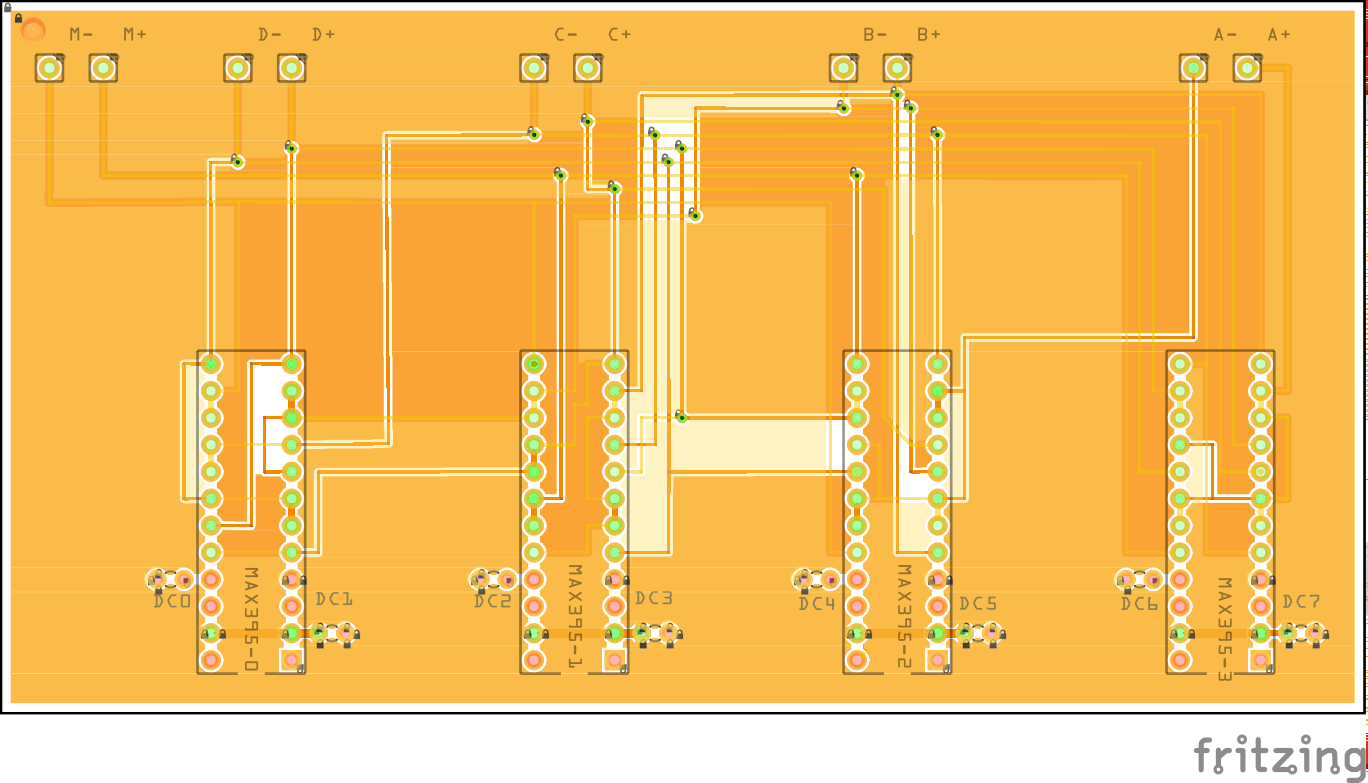 M- M+ D- D+ C- C+ B- B+ A- A+
DC0 DC1 DC2 DC3 DC4 DC5 DC6 DC7
MAX395-0
MAX395-1
MAX395-2
MAX395-3
fritzing